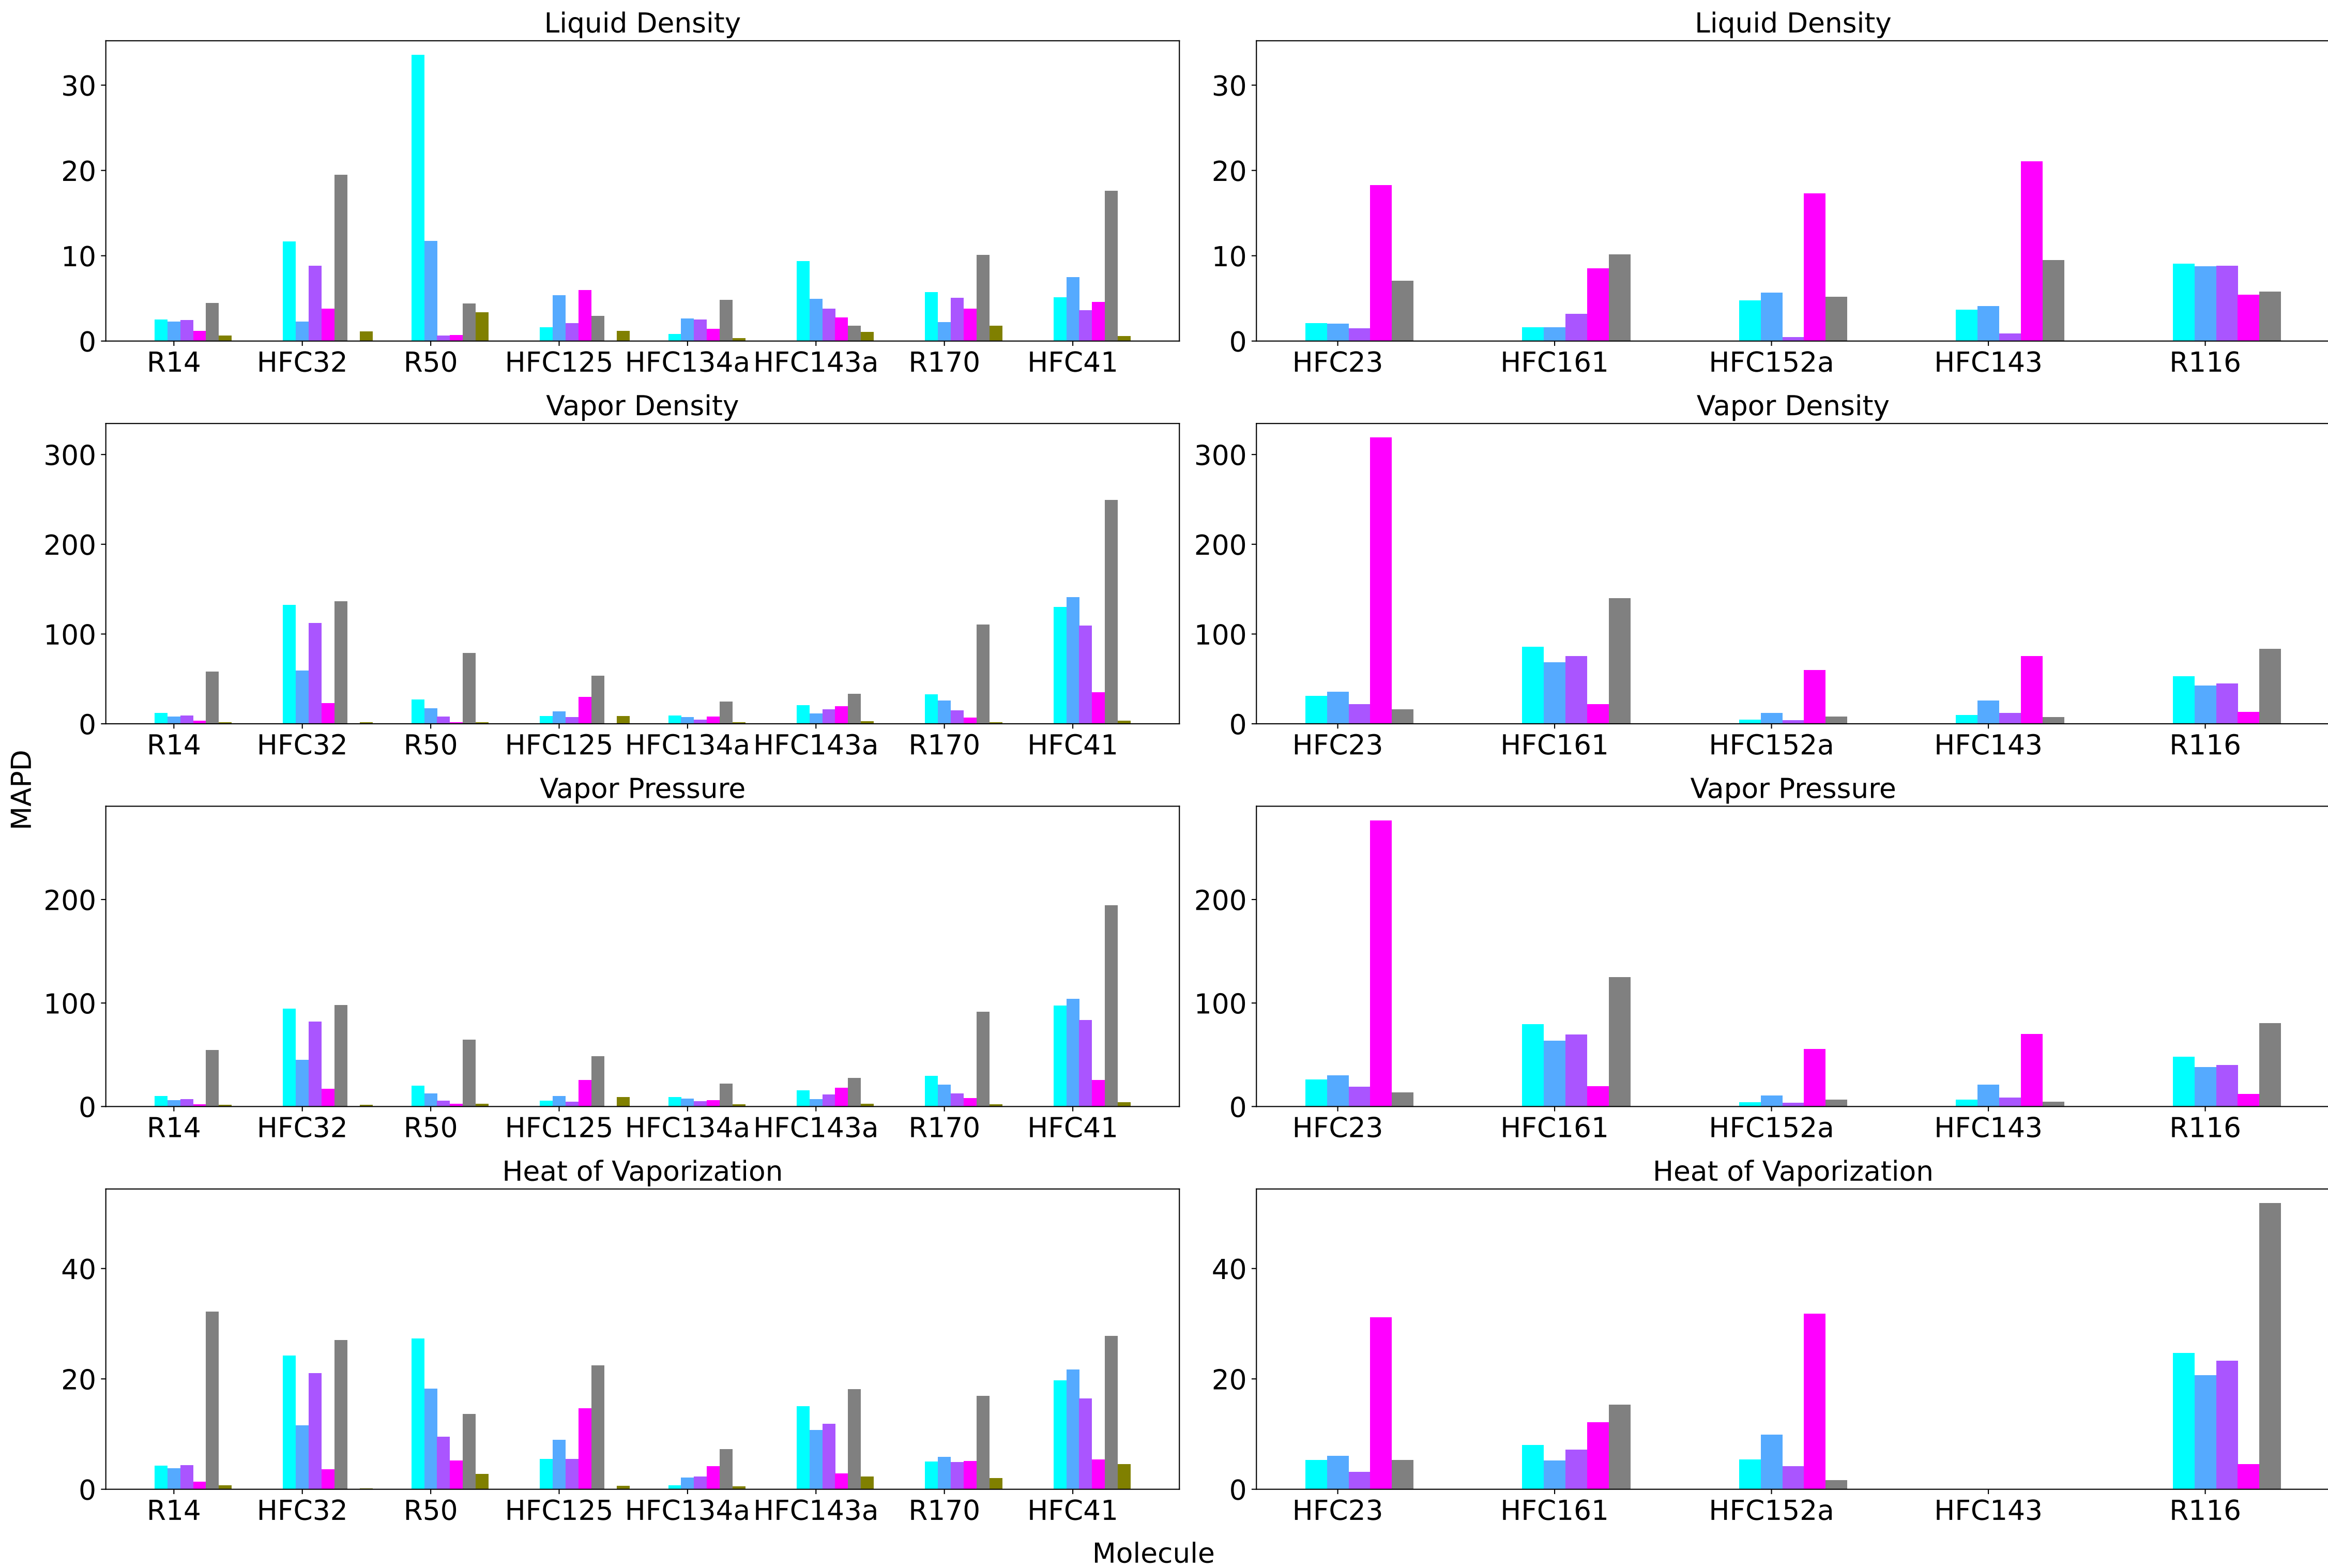 Liquid Density
30
20
10
0
R14 HFC32 R50 HFC125 HFC134a HFC143a R170 HFC41
Liquid Density
30
20
10
0
HFC23 HFC161 HFC152a HFC143 R116
Vapor Density
300
200
100
0
R14 HFC32 R50 HFC125 HFC134a HFC143a R170 HFC41
Vapor Density
300
200
100
0
HFC23 HFC161 HFC152a HFC143 R116
MAPD
Vapor Pressure
200
100
0
R14 HFC32 R50 HFC125 HFC134a HFC143a R170 HFC41
Vapor Pressure
200
100
0
HFC23 HFC161 HFC152a HFC143 R116
Heat of Vaporization
40
20
0
R14 HFC32 R50 HFC125 HFC134a HFC143a R170 HFC41
Heat of Vaporization
40
20
0
HFC23 HFC161 HFC152a HFC143 R116
Molecule